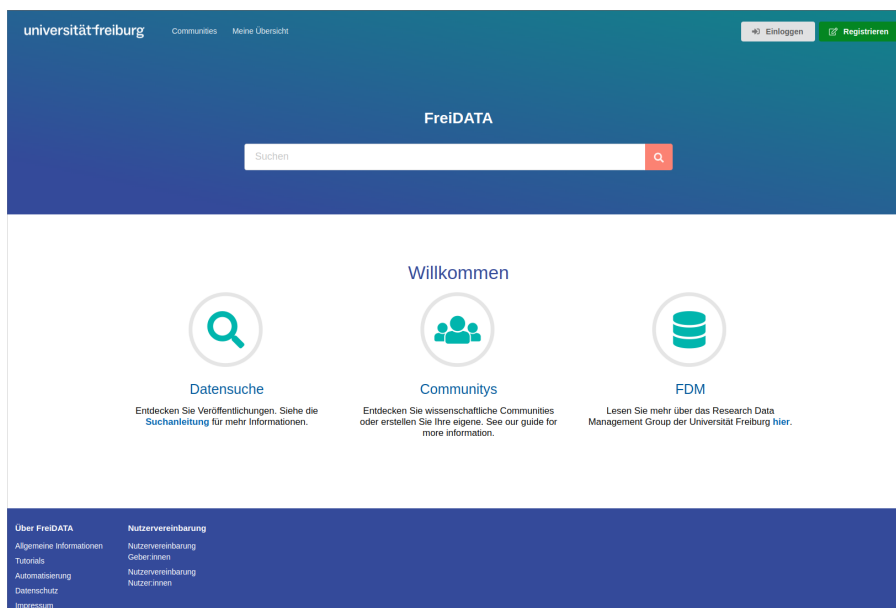 universität freiburg
Communities Meine Übersicht
Einloggen Registrieren
FreiDATA
Suchen
Willkommen
Datensuche
Entdecken Sie Veröffentlichungen. Siehe die
Suchanleitung für mehr Informationen.
Communitys
Entdecken Sie wissenschaftliche Communities
oder erstellen Sie Ihre eigene. See our guide for
more information.
FDM
Lesen Sie mehr über das Research Data
Management Group der Universität Freiburg hier.
Über FreiDATA
Allgemeine Informationen
Tutorials
Automatisierung
Datenschutz
Impressum
Nutzervereinbarung
Nutzervereinbarung
Geber:innen
Nutzervereinbarung
Nutzer:innen